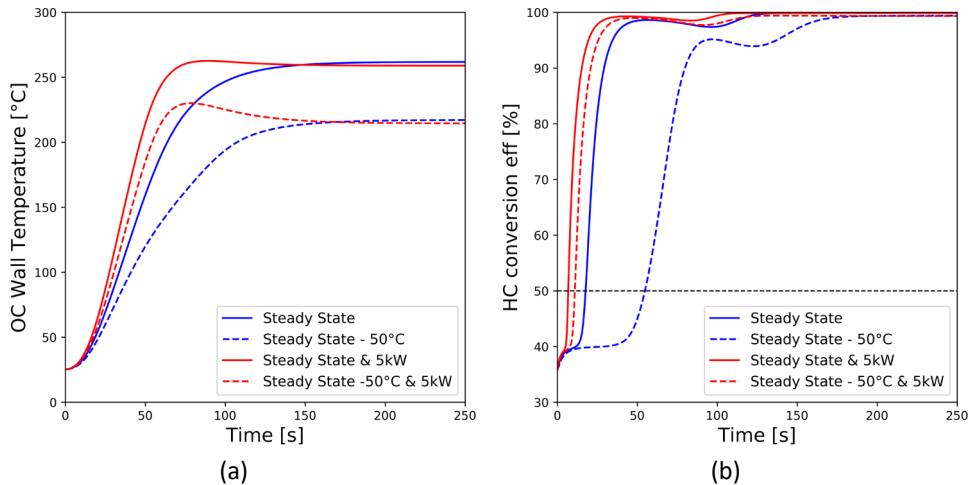 300
250
200
150
100
50
0
0 50 100 150 200 250
OC Wall Temperature [°C]
Time [s]
Steady State
Steady State - 50°C
Steady State & 5kW
Steady State -50°C & 5kW
(a)
100
90
80
70
60
50
40
30
0 50 100 150 200 250
HC conversion eff [%]
Time [s]
Steady State
Steady State - 50°C
Steady State & 5kW
Steady State - 50°C & 5kW
(b)